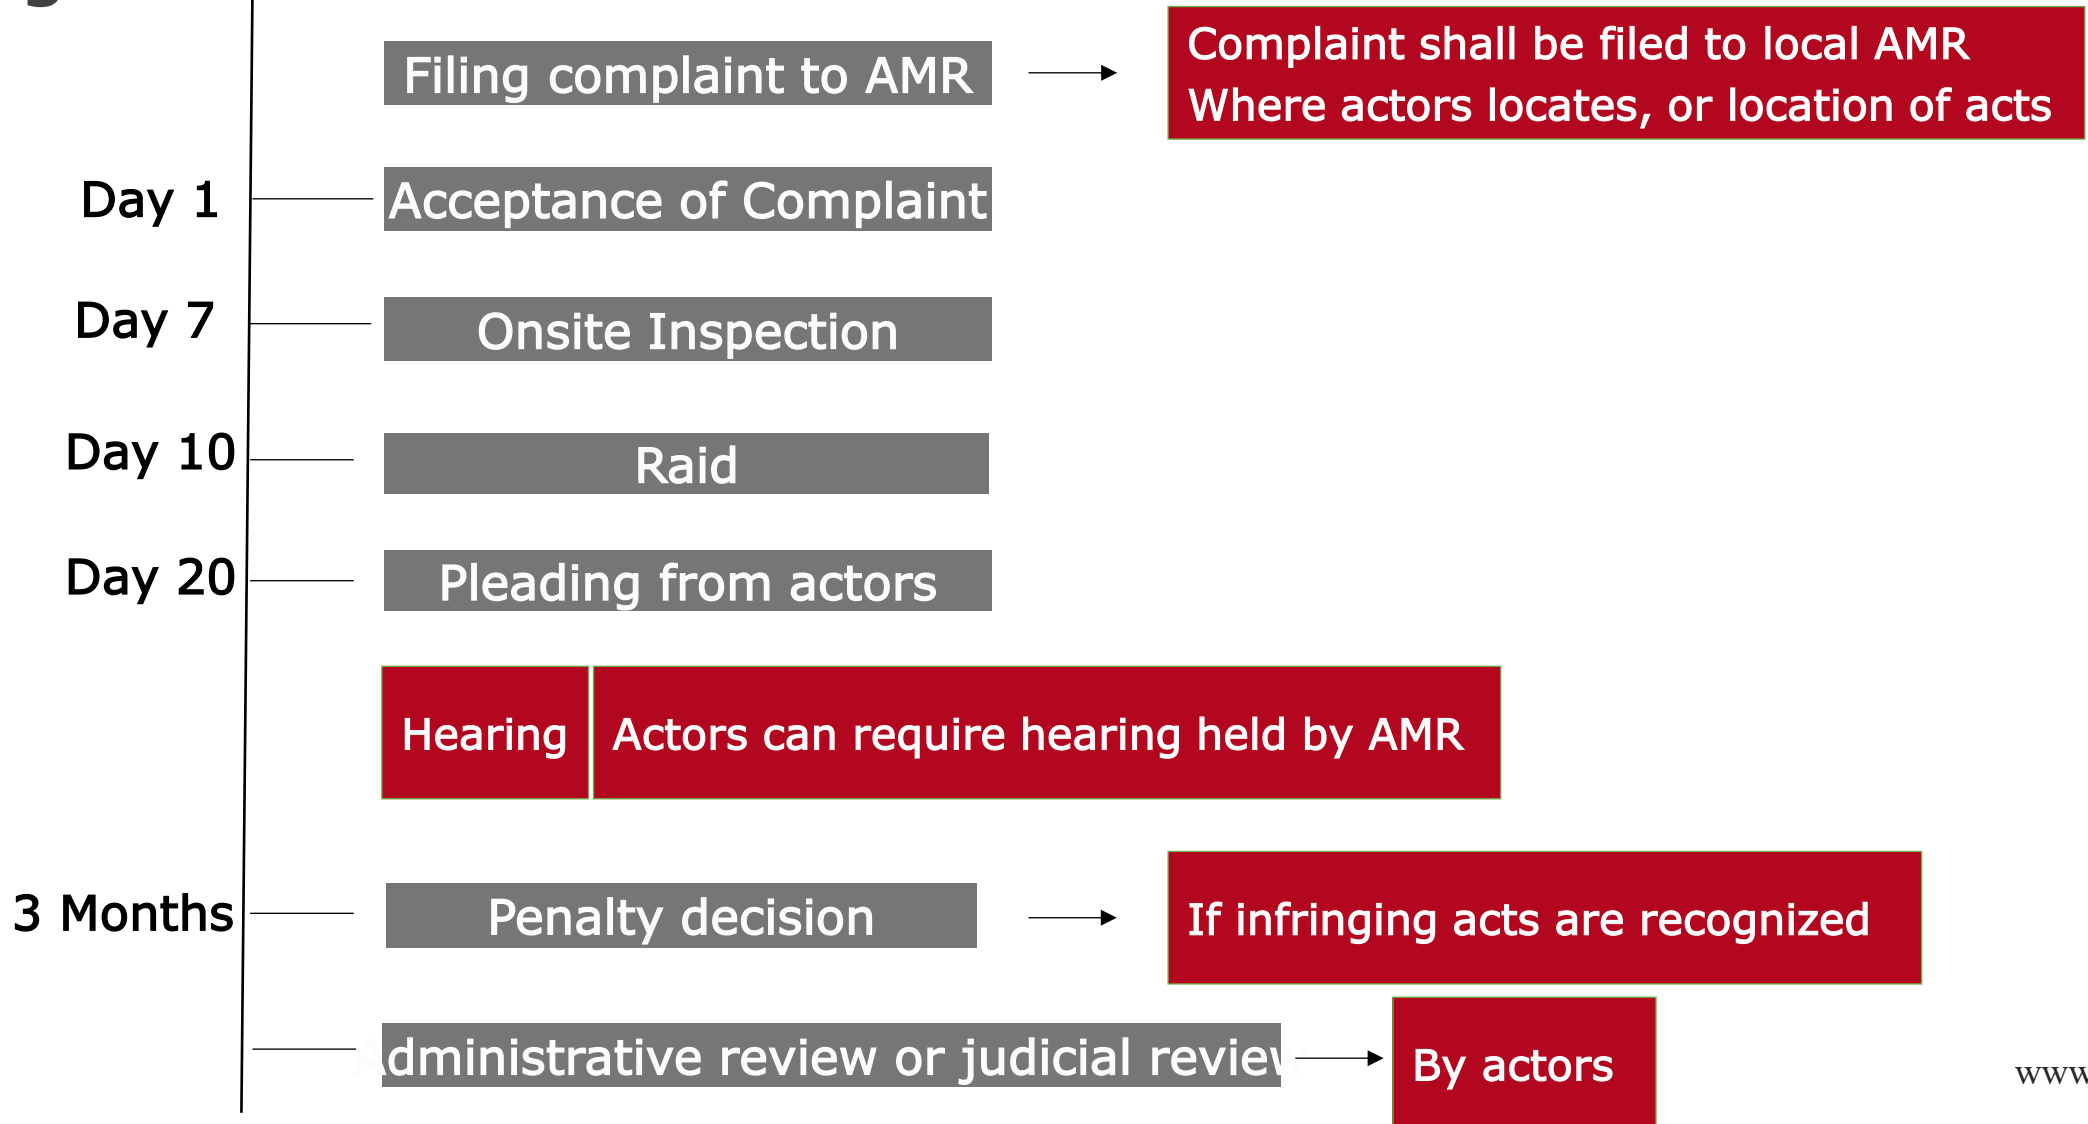 Filing complaint to AMR
Complaint shall be filed to local AMR
Where actors locates, or location of acts
Day 1
Acceptance of Complaint
Day 7
Onsite Inspection
Day 10
Raid
Day 20
Pleading from actors
Hearing
Actors can require hearing held by AMR
3 Months
Penalty decision
If infringing acts are recognized
Administrative review or judicial review
By actors
www